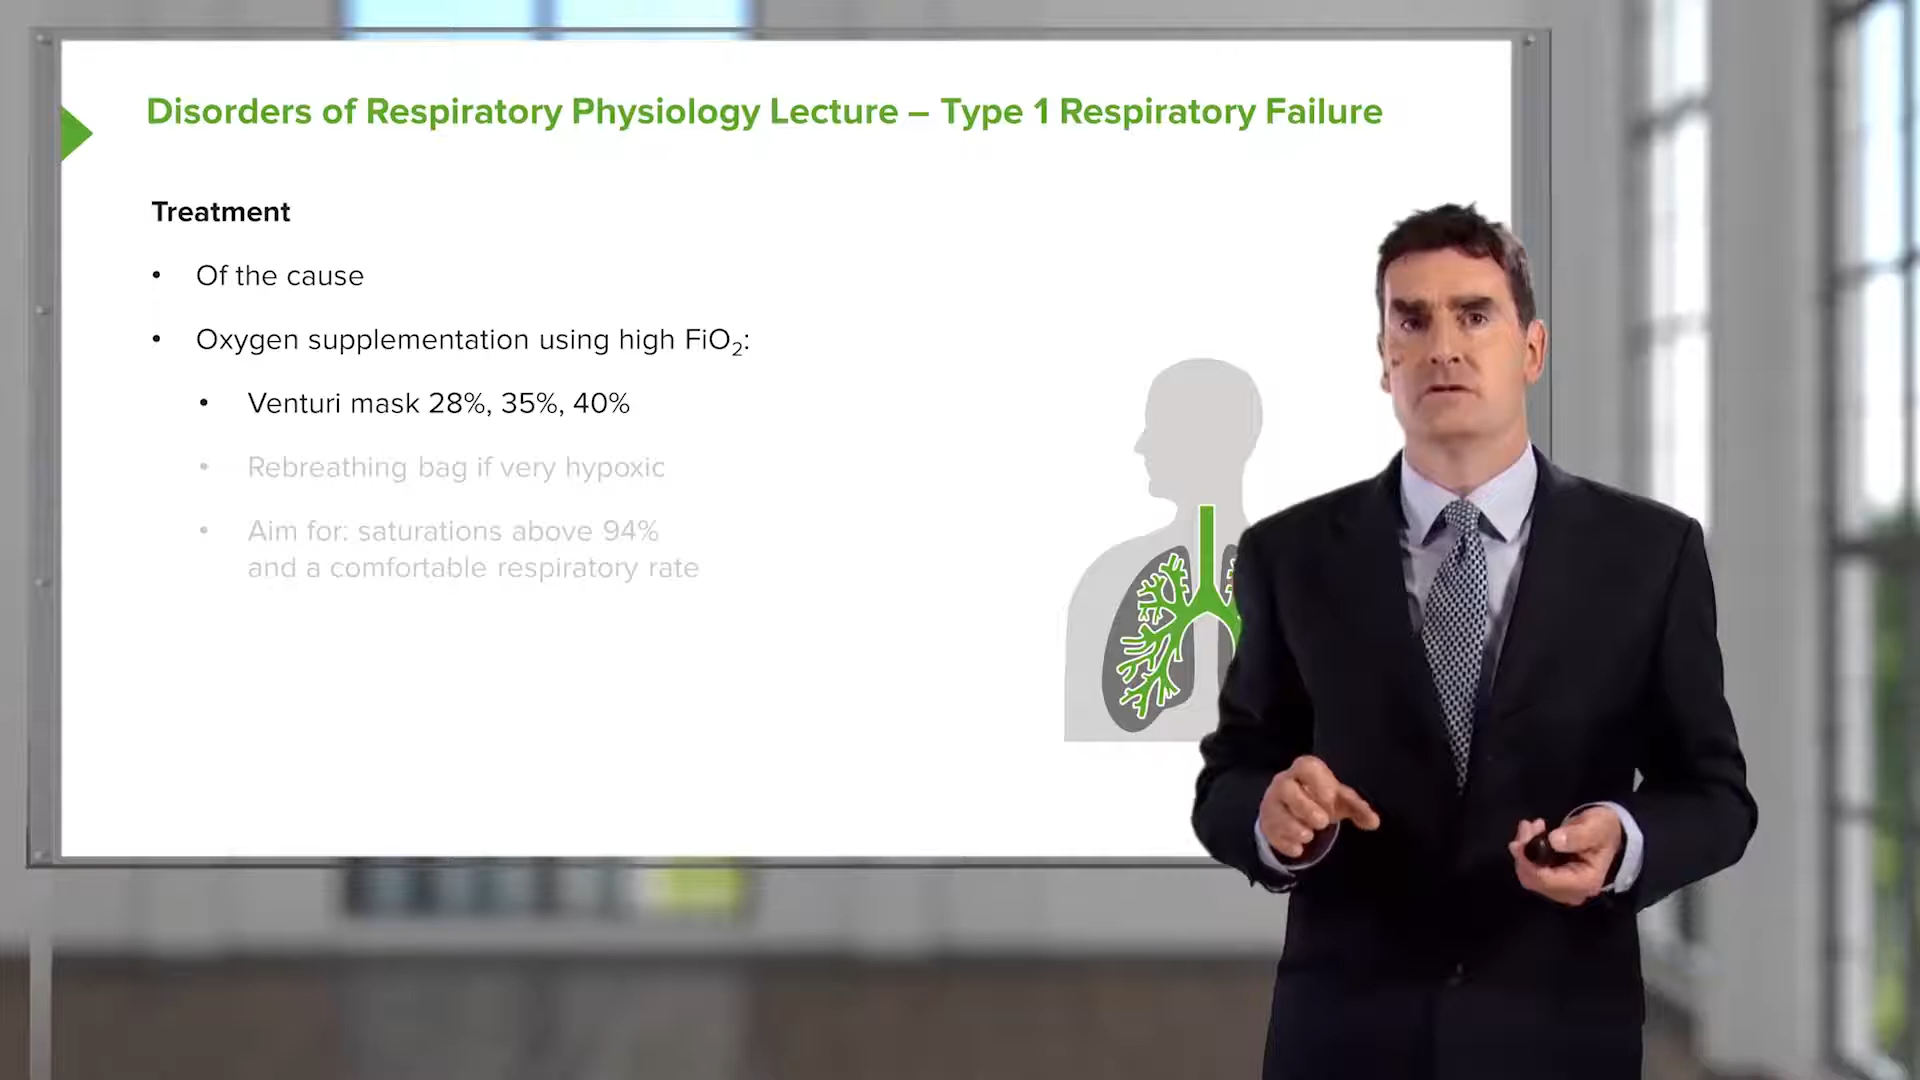 Disorders of Respiratory Physiology Lecture – Type 1 Respiratory Failure
Treatment
• Of the cause
• Oxygen supplementation using high FiO₂:
• Venturi mask 28%, 35%, 40%
• Rebreathing bag if very hypoxic
• Aim for: saturations above 94%
and a comfortable respiratory rate